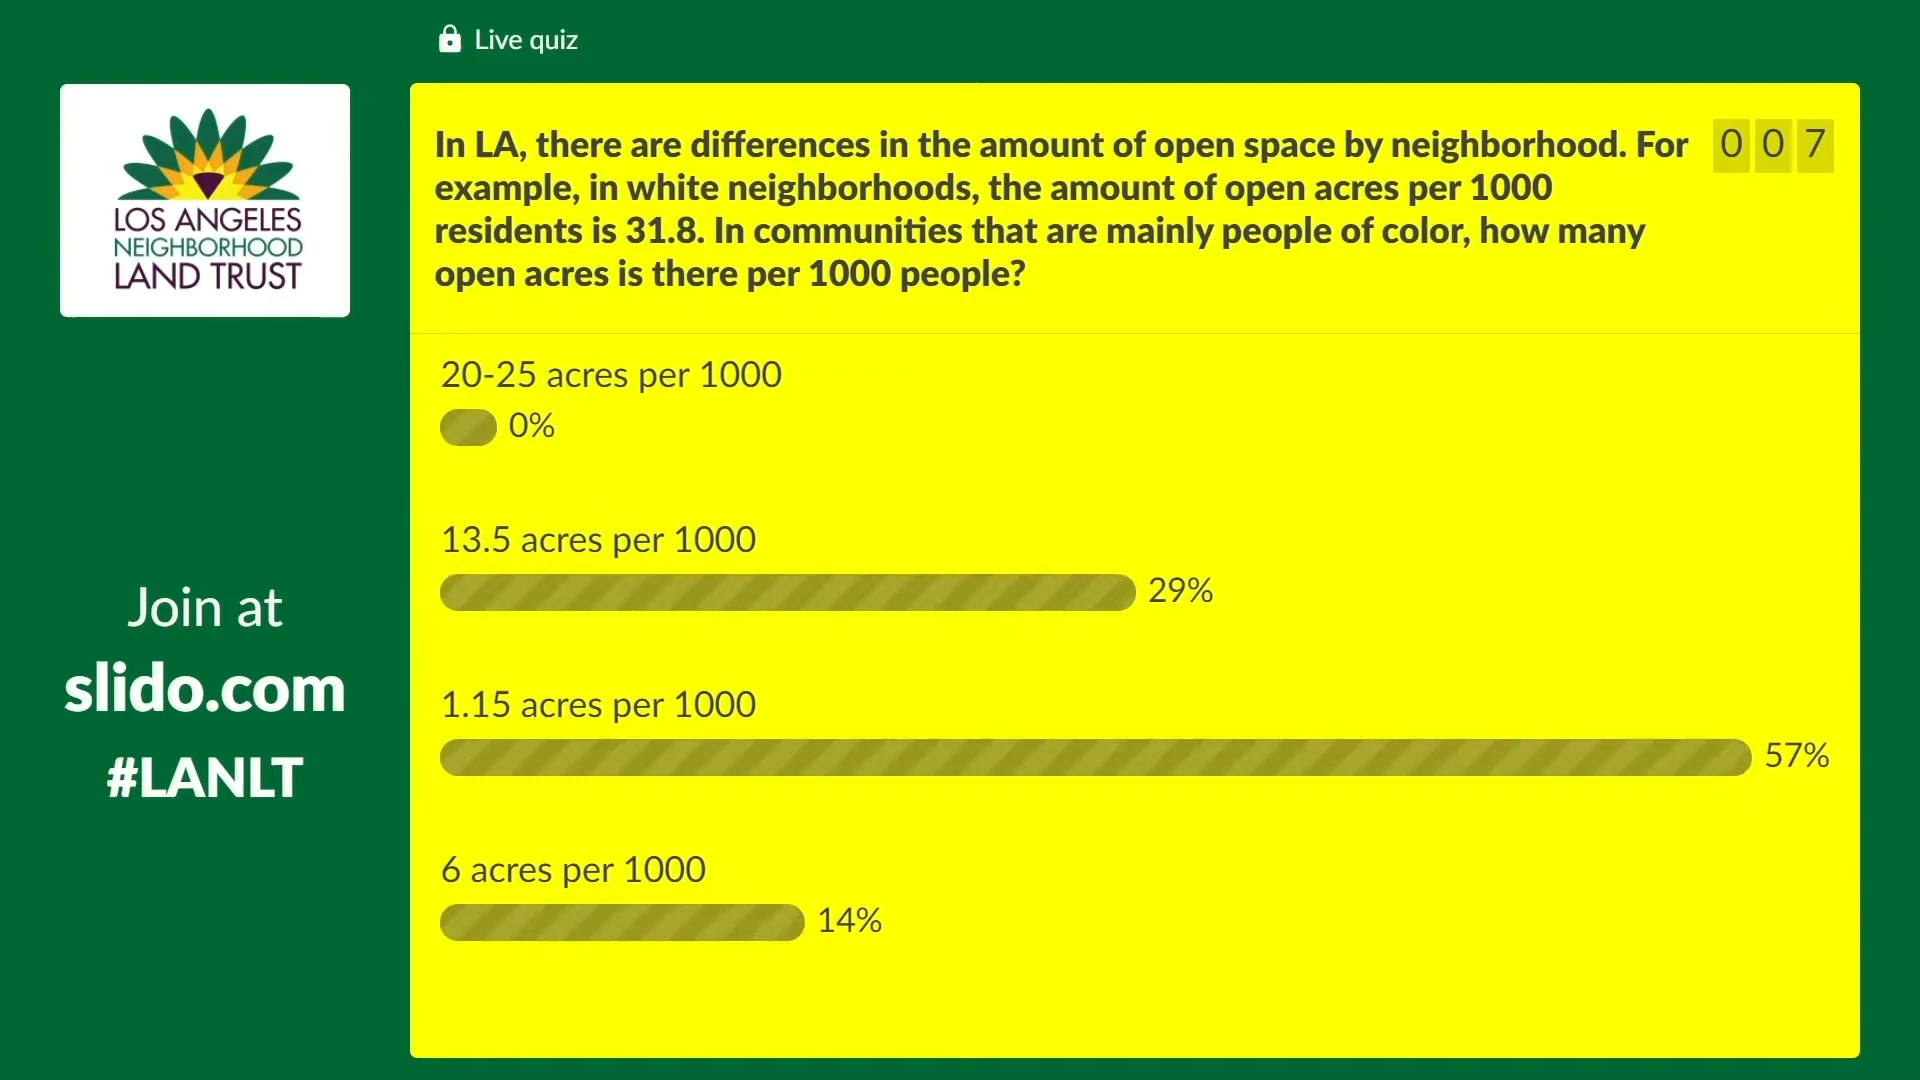 Live quiz
LOS ANGELES
NEIGHBORHOOD
LAND TRUST
In LA, there are differences in the amount of open space by neighborhood. For
example, in white neighborhoods, the amount of open acres per 1000
residents is 31.8. In communities that are mainly people of color, how many
open acres is there per 1000 people?
0 0 7
20-25 acres per 1000
0%
13.5 acres per 1000
29%
1.15 acres per 1000
57%
6 acres per 1000
14%
Join at
slido.com
#LANLT